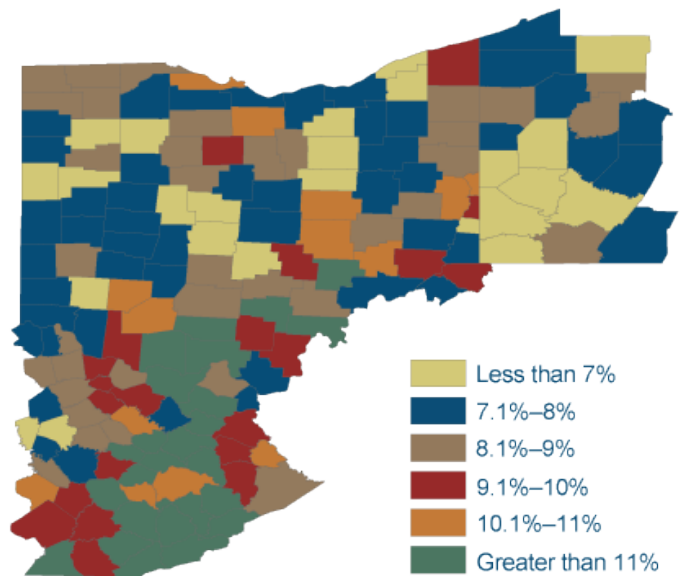 Less than 7%
7.1%–8%
8.1%–9%
9.1%–10%
10.1%–11%
Greater than 11%